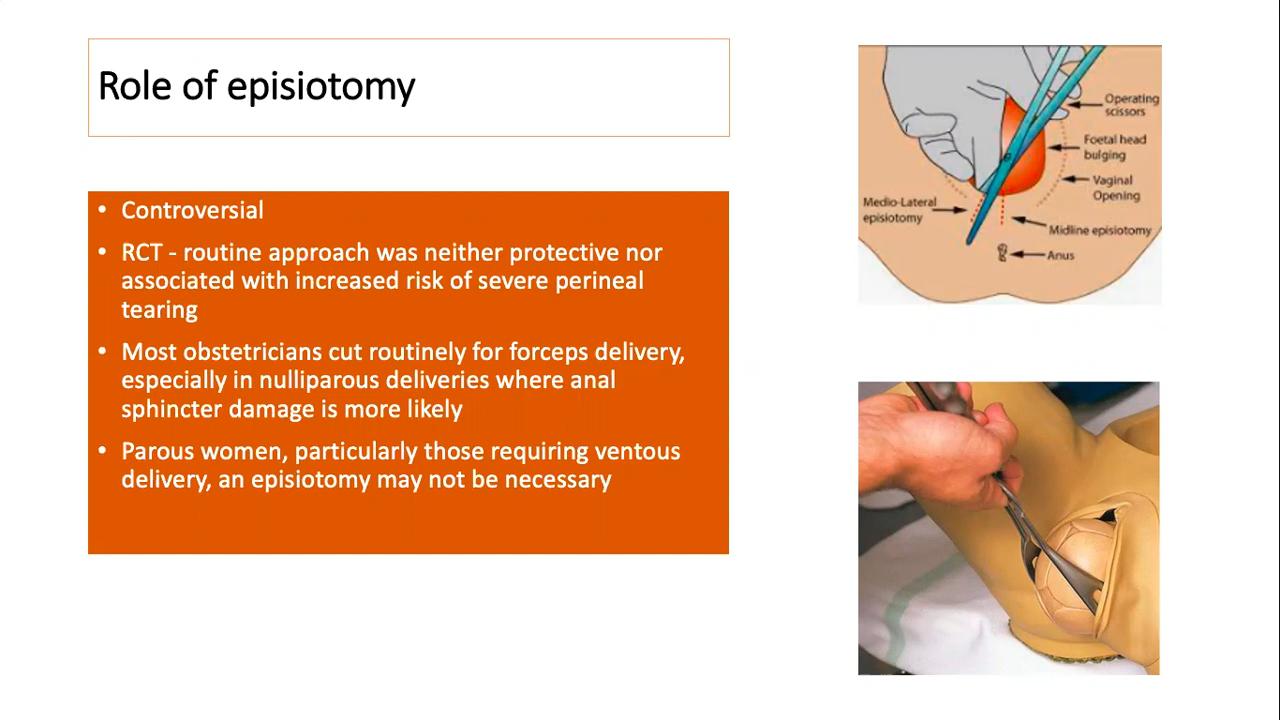 Role of episiotomy
• Controversial
• RCT - routine approach was neither protective nor
associated with increased risk of severe perineal
tearing
• Most obstetricians cut routinely for forceps delivery,
especially in nulliparous deliveries where anal
sphincter damage is more likely
• Parous women, particularly those requiring ventous
delivery, an episiotomy may not be necessary
Operating
scissors
Foetal head
bulging
Vaginal
Opening
Medio-Lateral
episiotomy
Midline episiotomy
Anus